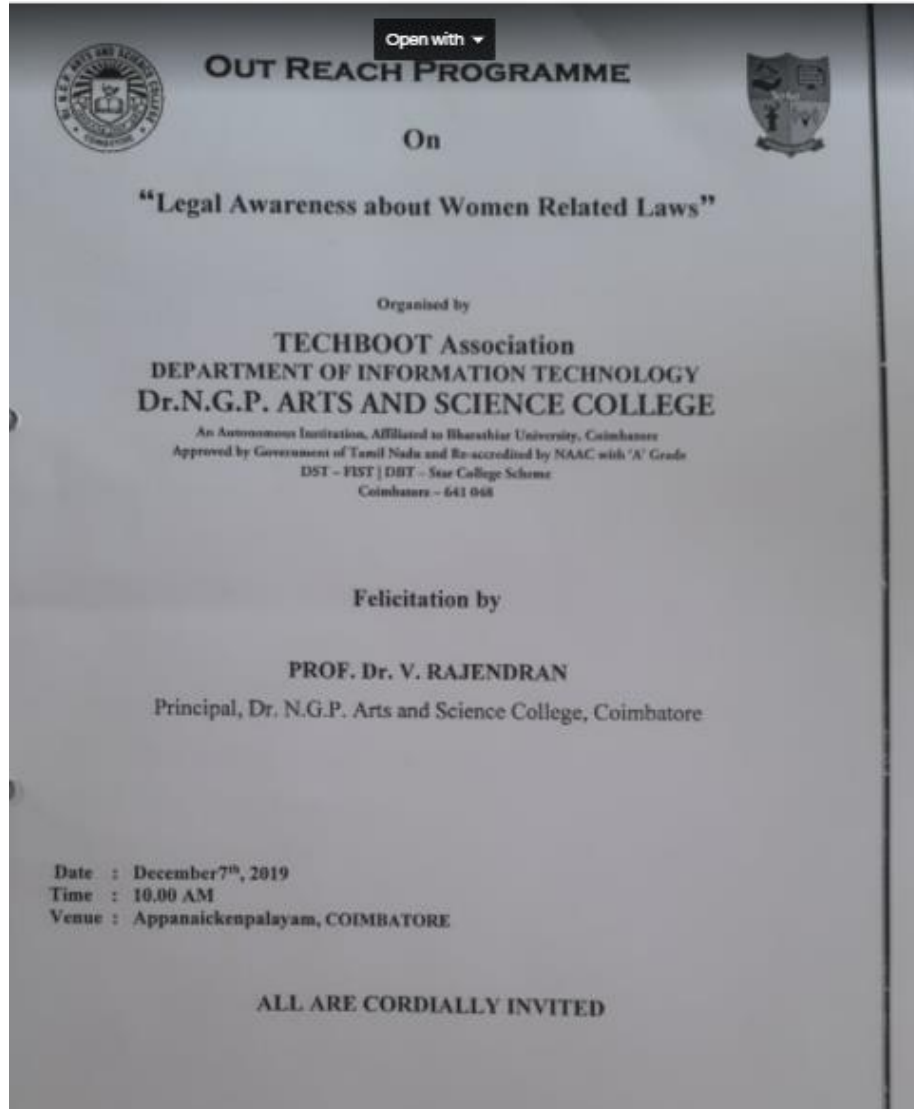 Open with
OUT REACH PROGRAMME
On
“Legal Awareness about Women Related Laws”
Organised by
TECHBOOT Association
DEPARTMENT OF INFORMATION TECHNOLOGY
Dr.N.G.P. ARTS AND SCIENCE COLLEGE
An Autonomous Institution, Affiliated to Bharathiar University, Coimbatore
Approved by Government of Tamil Nadu and Re-accredited by NAAC with 'A' Grade
DST – FIST | DBT – Star College Scheme
Coimbatore – 641 048
Felicitation by
PROF. Dr. V. RAJENDRAN
Principal, Dr. N.G.P. Arts and Science College, Coimbatore
Date : December7th, 2019
Time : 10.00 AM
Venue : Appanaickenpalayam, COIMBATORE
ALL ARE CORDIALLY INVITED